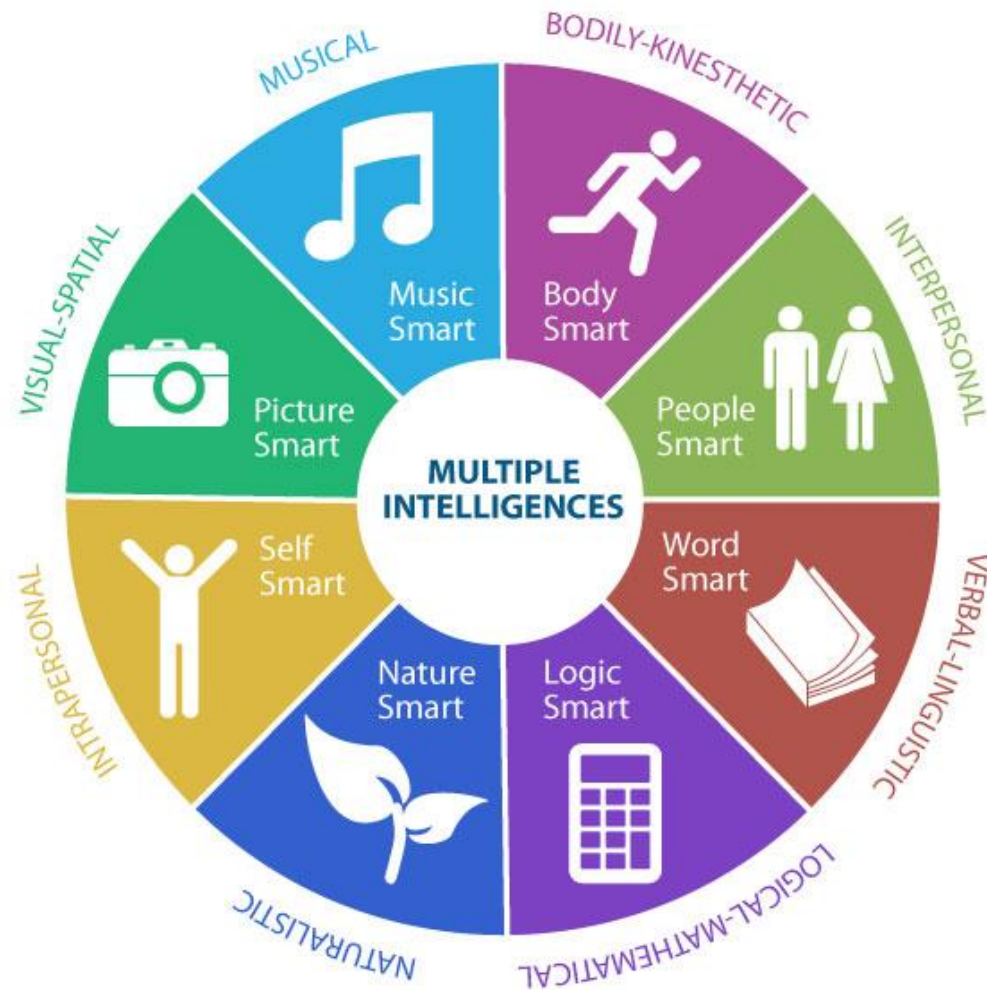 MUSICAL
BODILY-KINESTHETIC
VISUAL-SPATIAL
INTERPERSONAL
Music
Smart
Body
Smart
Picture
Smart
People
Smart
MULTIPLE
INTELLIGENCES
Self
Smart
Word
Smart
Nature
Smart
Logic
Smart
INTRAPERSONAL
VERBAL-LINGUISTIC
NATURALISTIC
LOGICAL-MATHEMATICAL